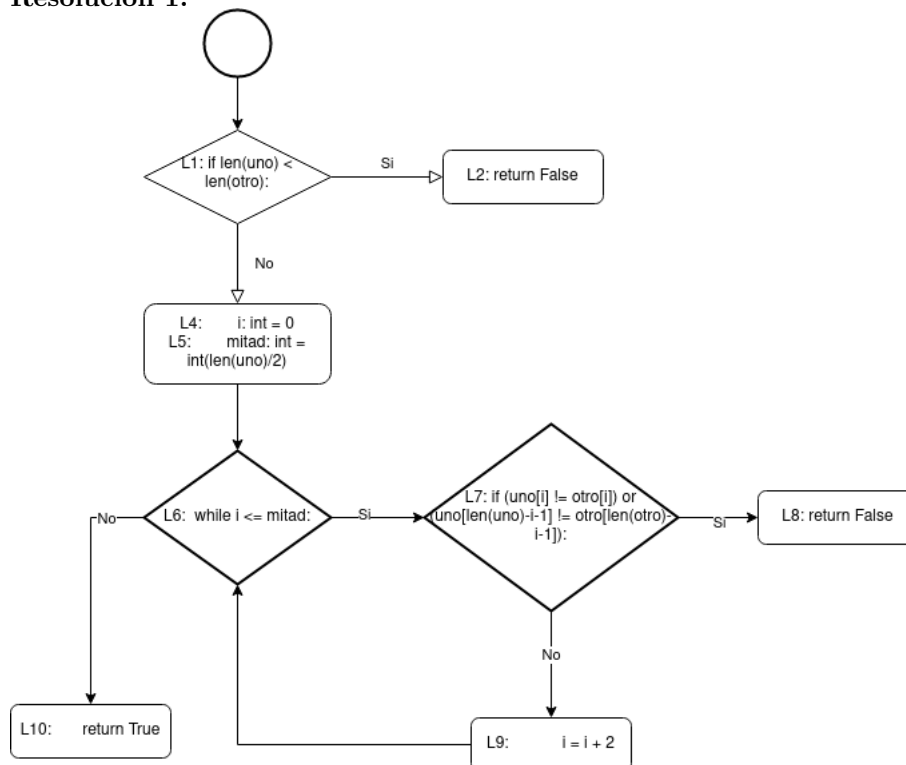 Resolución 1:
L1: if len(uno) <
len(otro):
Si
L2: return False
No
L4: i: int = 0
L5: mitad: int =
int(len(uno)/2)
L6: while i <= mitad:
Si
No
L7: if (uno[i] != otro[i]) or
(uno[len(uno)-i-1] != otro[len(otro)-
i-1]):
Si
L8: return False
No
L10: return True
L9: i = i + 2